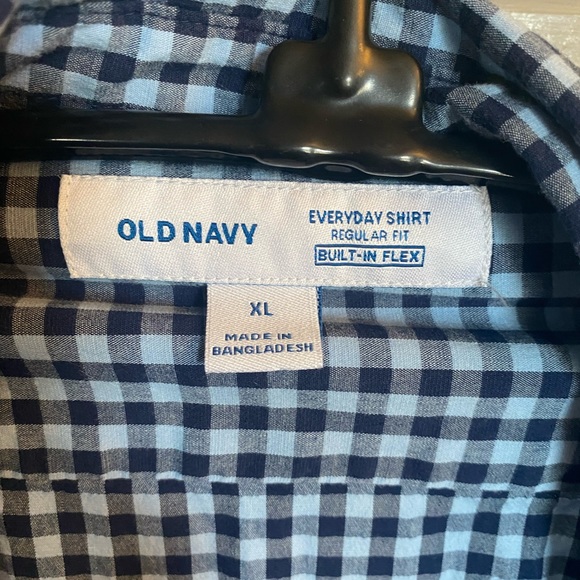 OLD NAVY
EVERYDAY SHIRT
REGULAR FIT
BUILT-IN FLEX
XL
MADE IN
BANGLADESH